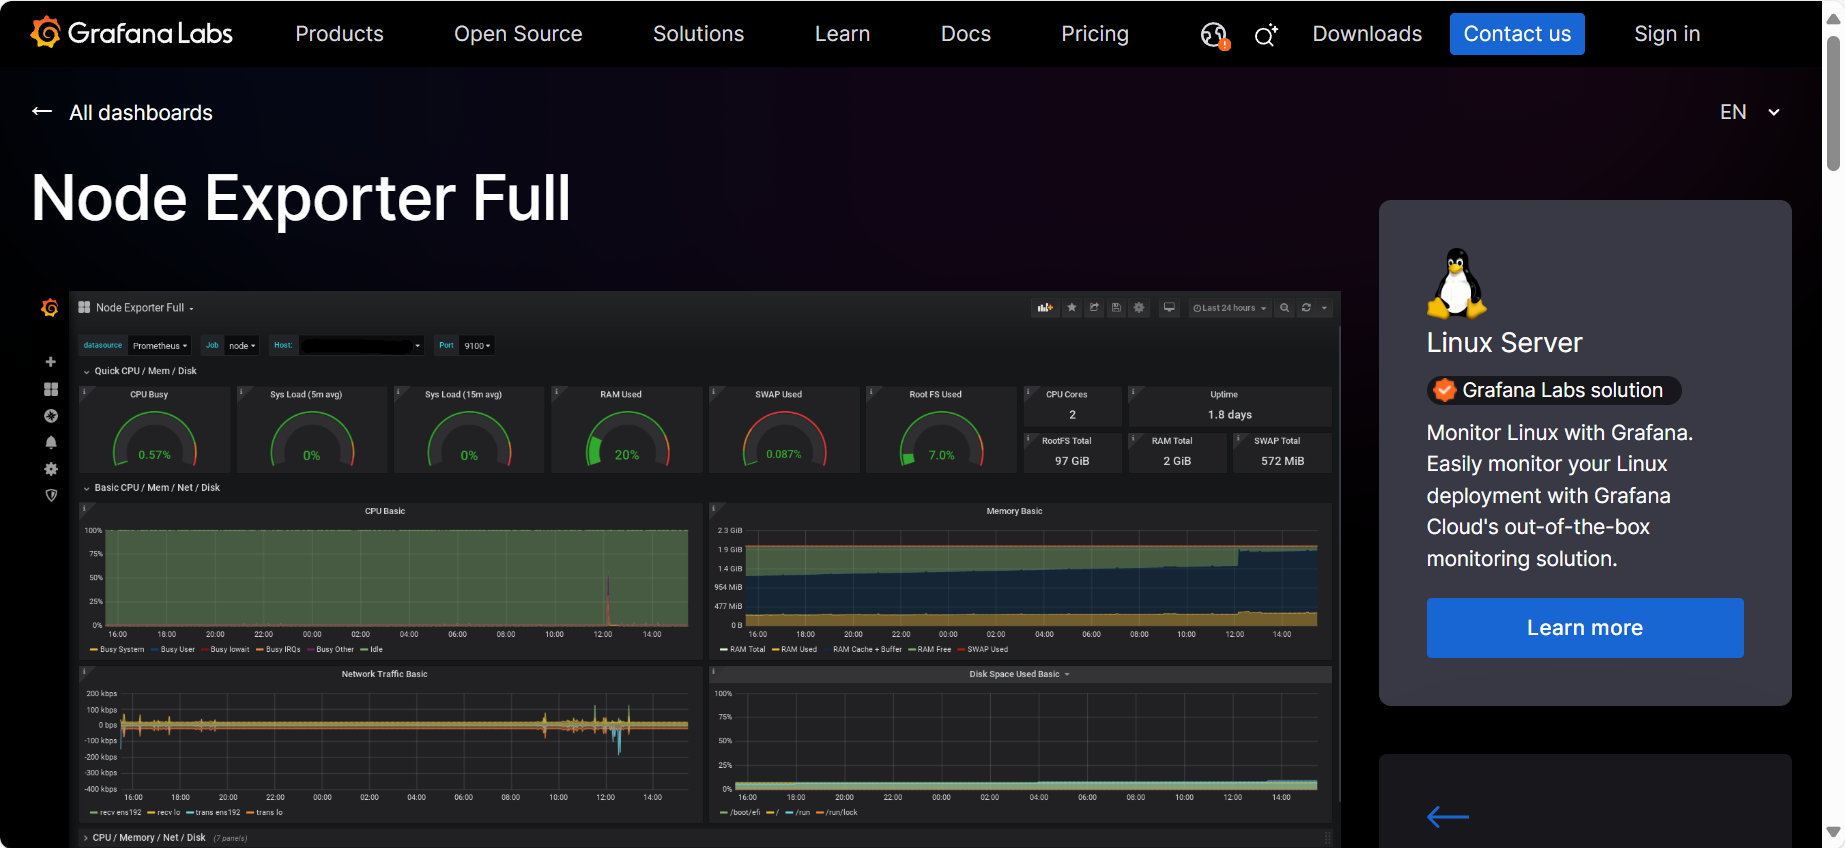 Grafana Labs Products Open Source Solutions Learn Docs Pricing Downloads Contact us Sign in
← All dashboards EN
Node Exporter Full
Node Exporter Full
Last 24 hours
datasource Prometheus Job node Host: Port 9100
Quick CPU / Mem / Disk
CPU Busy Sys Load (5m avg) Sys Load (15m avg) RAM Used SWAP Used Root FS Used CPU Cores Uptime
2 1.8 days
0.57% 0% 0% 20% 0.087% 7.0%
RootFS Total RAM Total SWAP Total
97 GiB 2 GiB 572 MiB
Basic CPU / Mem / Net / Disk
CPU Basic
100%
75%
50%
25%
0%
16:00 18:00 20:00 22:00 00:00 02:00 04:00 06:00 08:00 10:00 12:00 14:00
Busy System Busy User Busy Iowait Busy IRQs Busy Other Idle
Memory Basic
2.3 GiB
1.9 GiB
1.4 GiB
954 MiB
477 MiB
0 B
16:00 18:00 20:00 22:00 00:00 02:00 04:00 06:00 08:00 10:00 12:00 14:00
RAM Total RAM Used RAM Cache + Buffer RAM Free SWAP Used
Network Traffic Basic
200 kbps
100 kbps
0 bps
-100 kbps
-200 kbps
-300 kbps
-400 kbps
16:00 18:00 20:00 22:00 00:00 02:00 04:00 06:00 08:00 10:00 12:00 14:00
recv ens192 recv lo trans ens192 trans lo
Disk Space Used Basic
100%
75%
50%
25%
0%
16:00 18:00 20:00 22:00 00:00 02:00 04:00 06:00 08:00 10:00 12:00 14:00
/boot/efi / /run /run/lock
CPU / Memory / Net / Disk (7 panels)
Linux Server
Grafana Labs solution
Monitor Linux with Grafana.
Easily monitor your Linux
deployment with Grafana
Cloud's out-of-the-box
monitoring solution.
Learn more